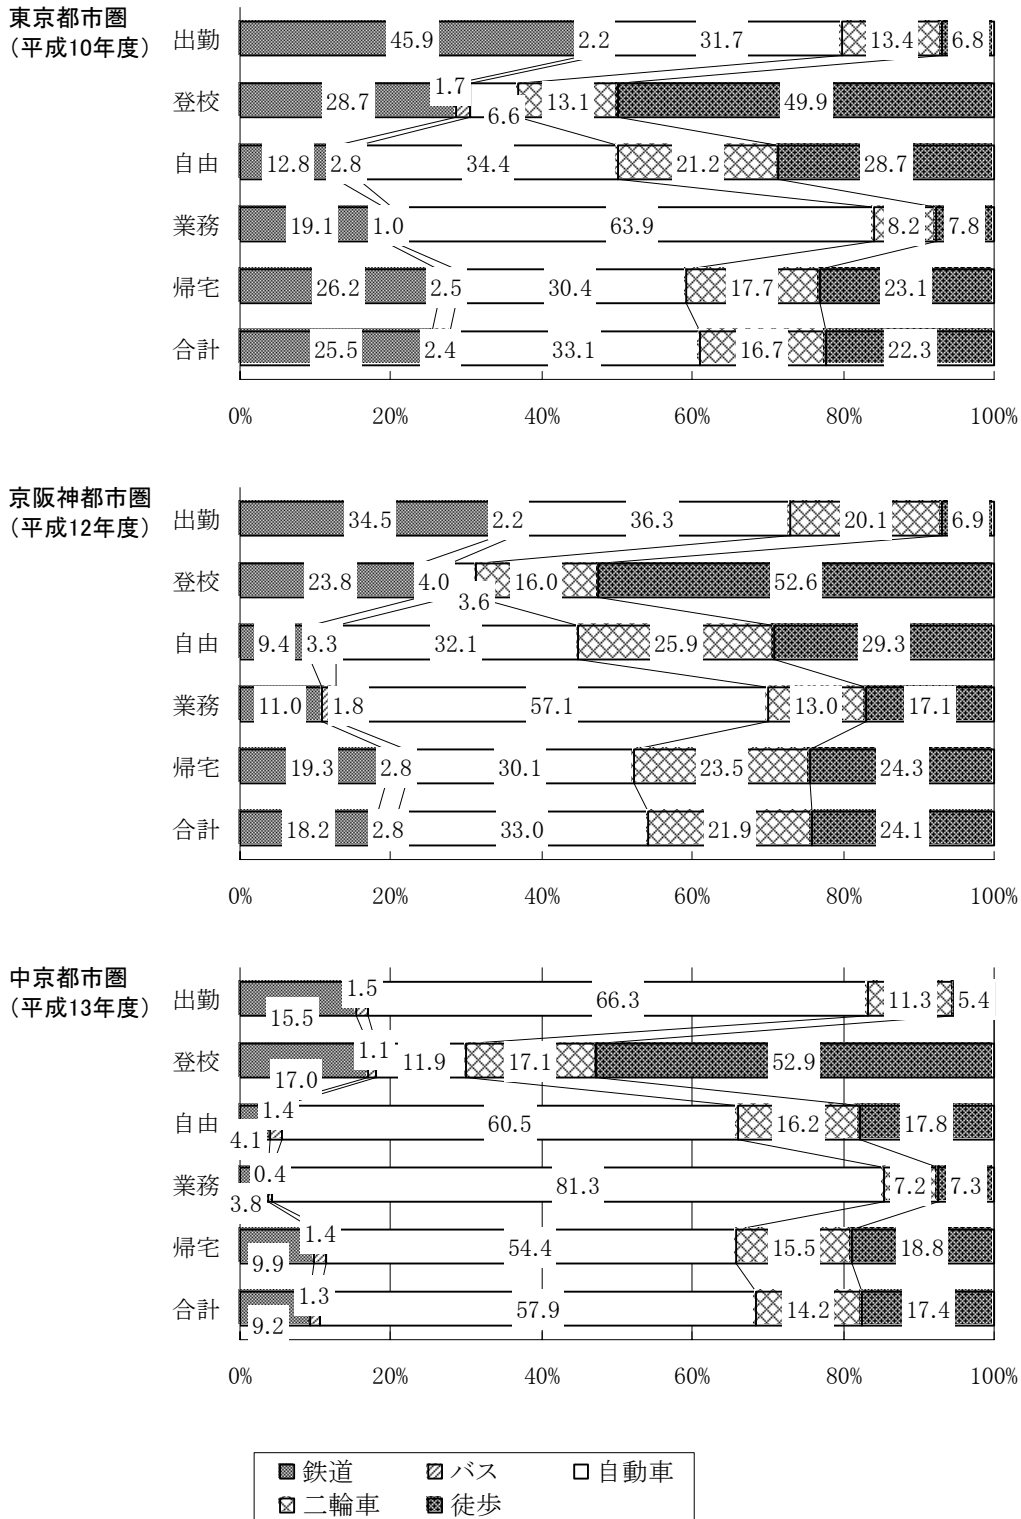 東京都市圏
（平成10年度）
出勤 45.9 2.2 31.7 13.4 6.8
登校 28.7 1.7 6.6 13.1 49.9
自由 12.8 2.8 34.4 21.2 28.7
業務 19.1 1.0 63.9 8.2 7.8
帰宅 26.2 2.5 30.4 17.7 23.1
合計 25.5 2.4 33.1 16.7 22.3
0% 20% 40% 60% 80% 100%
京阪神都市圏
（平成12年度）
出勤 34.5 2.2 36.3 20.1 6.9
登校 23.8 4.0 3.6 16.0 52.6
自由 9.4 3.3 32.1 25.9 29.3
業務 11.0 1.8 57.1 13.0 17.1
帰宅 19.3 2.8 30.1 23.5 24.3
合計 18.2 2.8 33.0 21.9 24.1
0% 20% 40% 60% 80% 100%
中京都市圏
（平成13年度）
出勤 15.5 1.5 66.3 11.3 5.4
登校 17.0 1.1 11.9 17.1 52.9
自由 4.1 1.4 60.5 16.2 17.8
業務 3.8 0.4 81.3 7.2 7.3
帰宅 9.9 1.4 54.4 15.5 18.8
合計 9.2 1.3 57.9 14.2 17.4
0% 20% 40% 60% 80% 100%
鉄道 バス 自動車
二輪車 徒歩